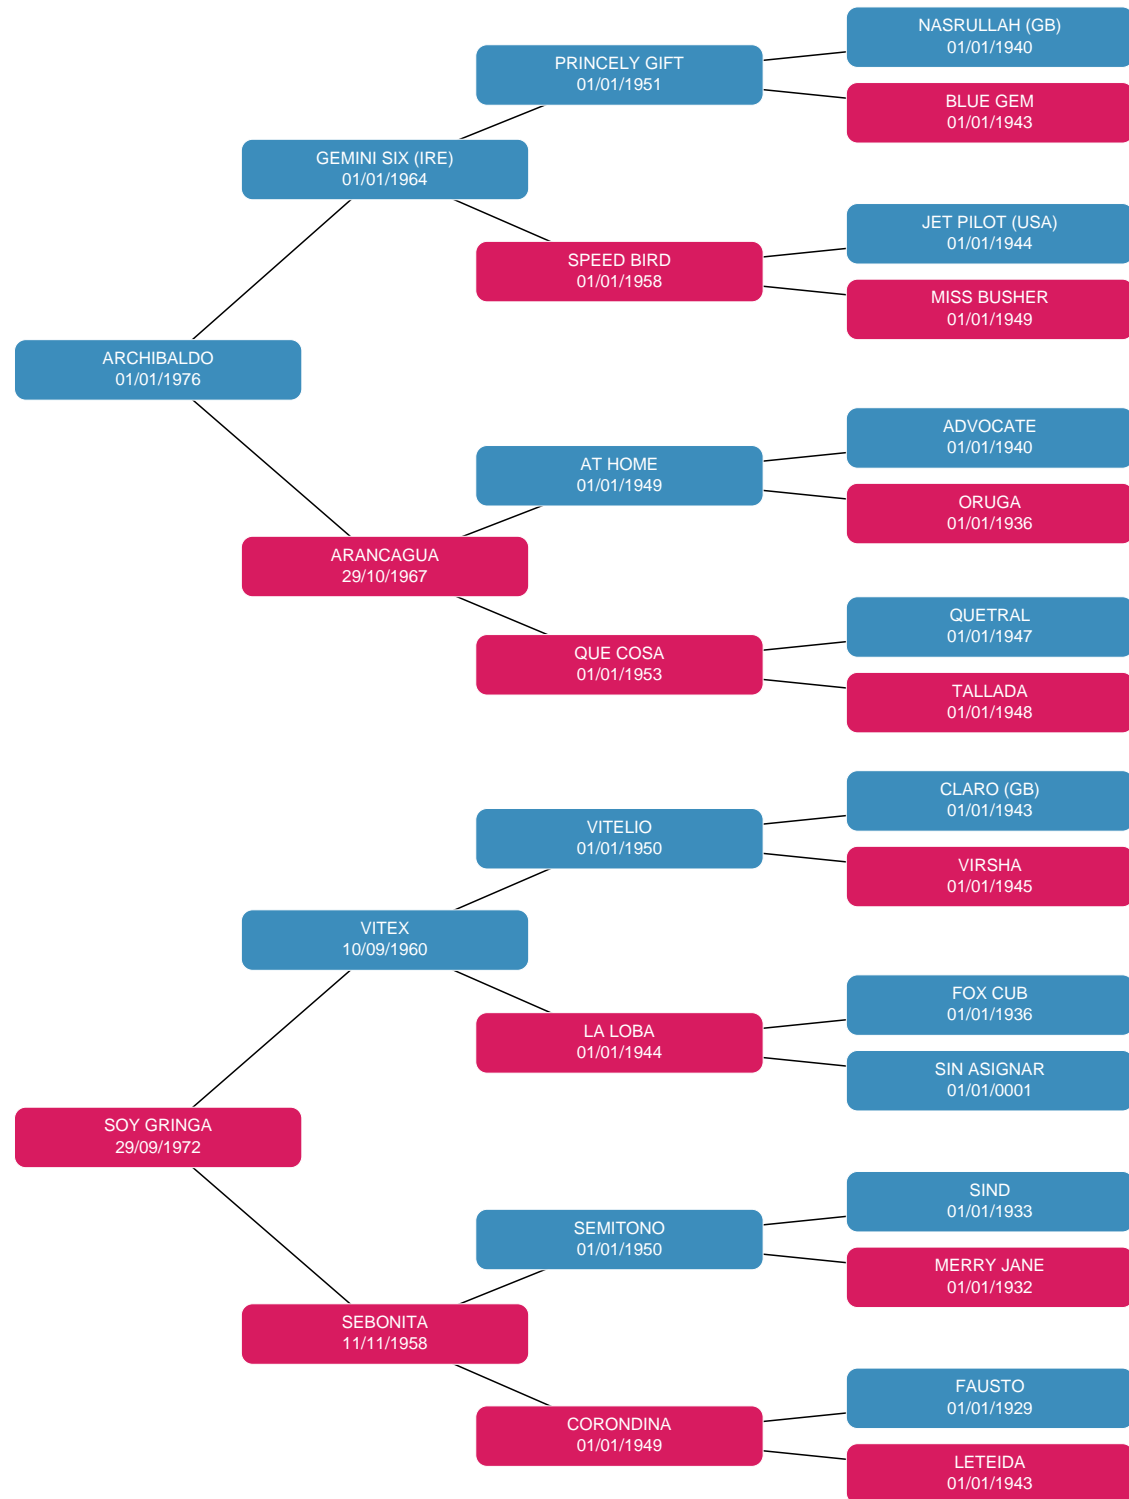 NASRULLAH (GB)
01/01/1940
PRINCELY GIFT
01/01/1951
BLUE GEM
01/01/1943
GEMINI SIX (IRE)
01/01/1964
JET PILOT (USA)
01/01/1944
SPEED BIRD
01/01/1958
MISS BUSHER
01/01/1949
ARCHIBALDO
01/01/1976
ADVOCATE
01/01/1940
AT HOME
01/01/1949
ORUGA
01/01/1936
ARANCAGUA
29/10/1967
QUETRAL
01/01/1947
QUE COSA
01/01/1953
TALLADA
01/01/1948
CLARO (GB)
01/01/1943
VITELIO
01/01/1950
VIRSHA
01/01/1945
VITEX
10/09/1960
FOX CUB
01/01/1936
LA LOBA
01/01/1944
SIN ASIGNAR
01/01/0001
SOY GRINGA
29/09/1972
SIND
01/01/1933
SEMITONO
01/01/1950
MERRY JANE
01/01/1932
SEBONITA
11/11/1958
FAUSTO
01/01/1929
CORONDINA
01/01/1949
LETEIDA
01/01/1943